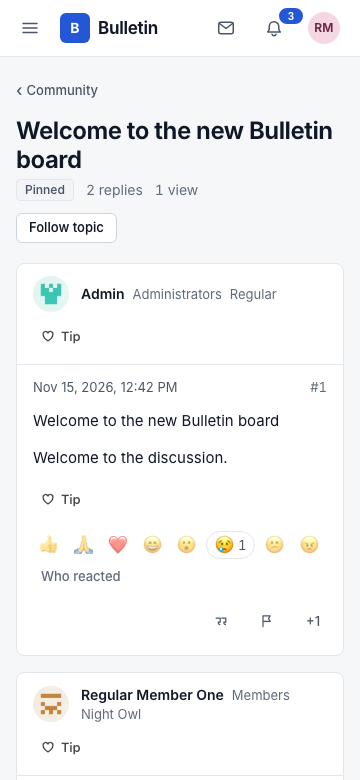 B Bulletin 3 RM
‹ Community
Welcome to the new Bulletin
board
Pinned 2 replies 1 view
Follow topic
Admin Administrators Regular
Tip
Nov 15, 2026, 12:42 PM #1
Welcome to the new Bulletin board
Welcome to the discussion.
Tip
1
Who reacted
+1
Regular Member One Members
Night Owl
Tip